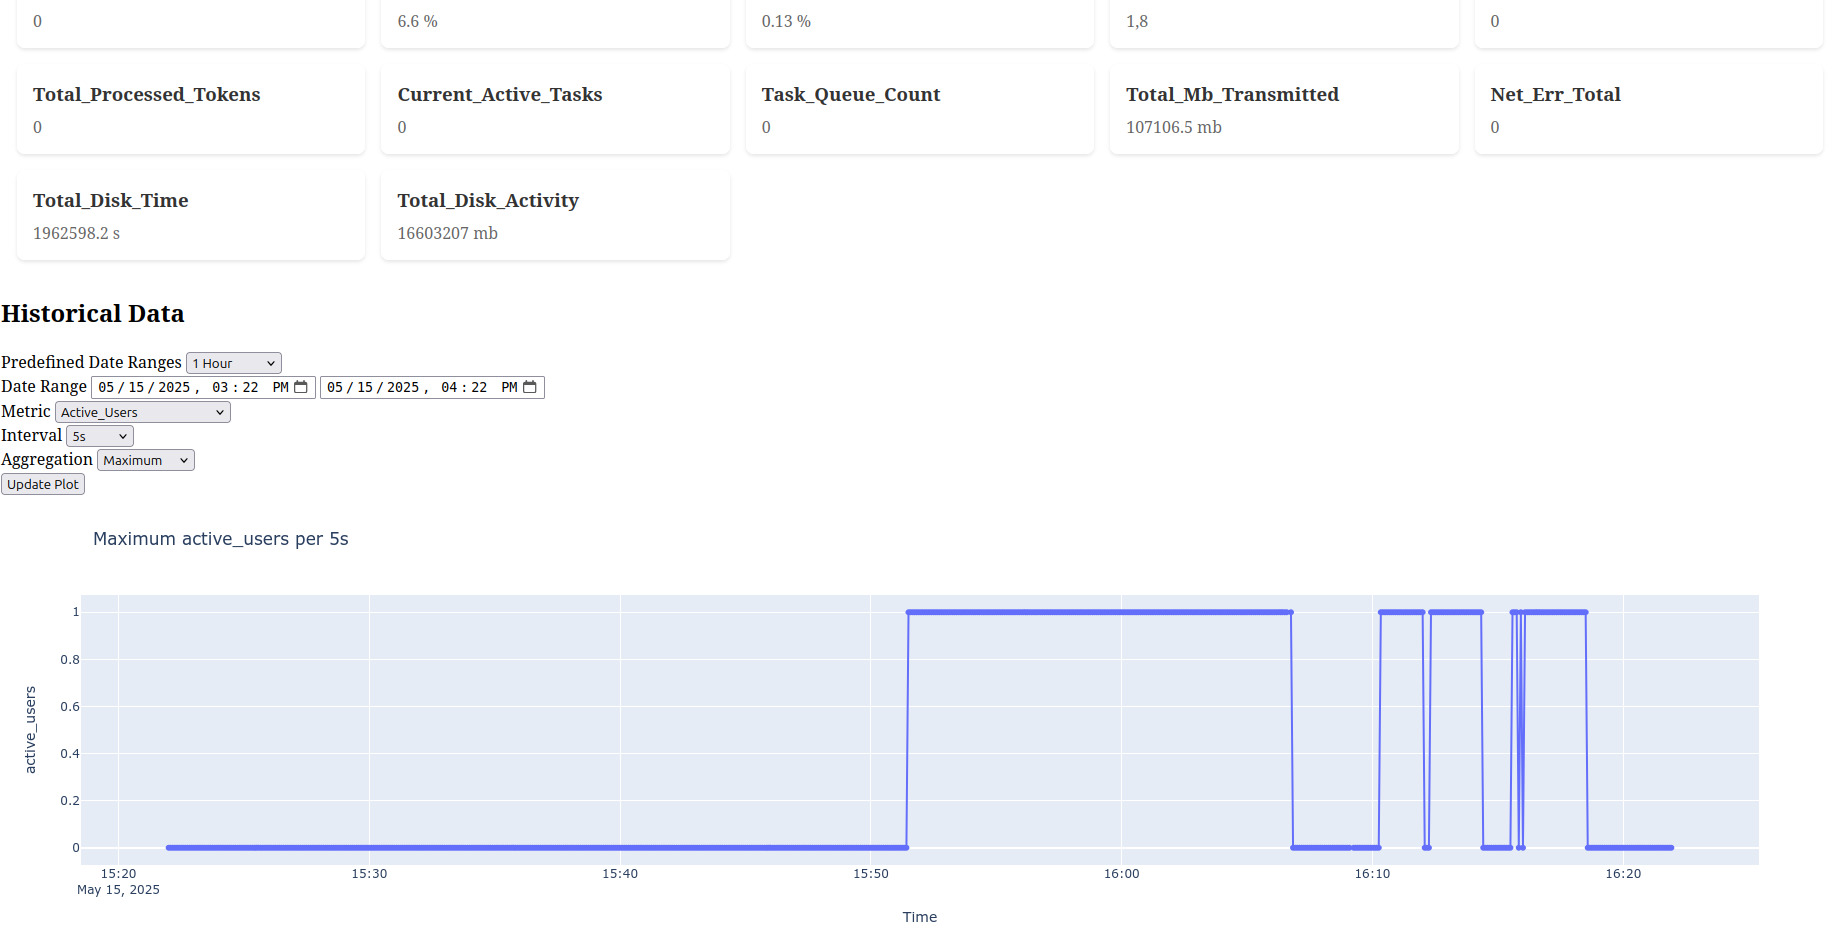 0 6.6 % 0.13 % 1,8 0
Total_Processed_Tokens Current_Active_Tasks Task_Queue_Count Total_Mb_Transmitted Net_Err_Total
0 0 0 107106.5 mb 0
Total_Disk_Time Total_Disk_Activity
1962598.2 s 16603207 mb
Historical Data
Predefined Date Ranges 1 Hour
Date Range 05/15/2025, 03:22 PM 05/15/2025, 04:22 PM
Metric Active_Users
Interval 5s
Aggregation Maximum
Update Plot
Maximum active_users per 5s
active_users
1
0.8
0.6
0.4
0.2
0
15:20 15:30 15:40 15:50 16:00 16:10 16:20
May 15, 2025
Time